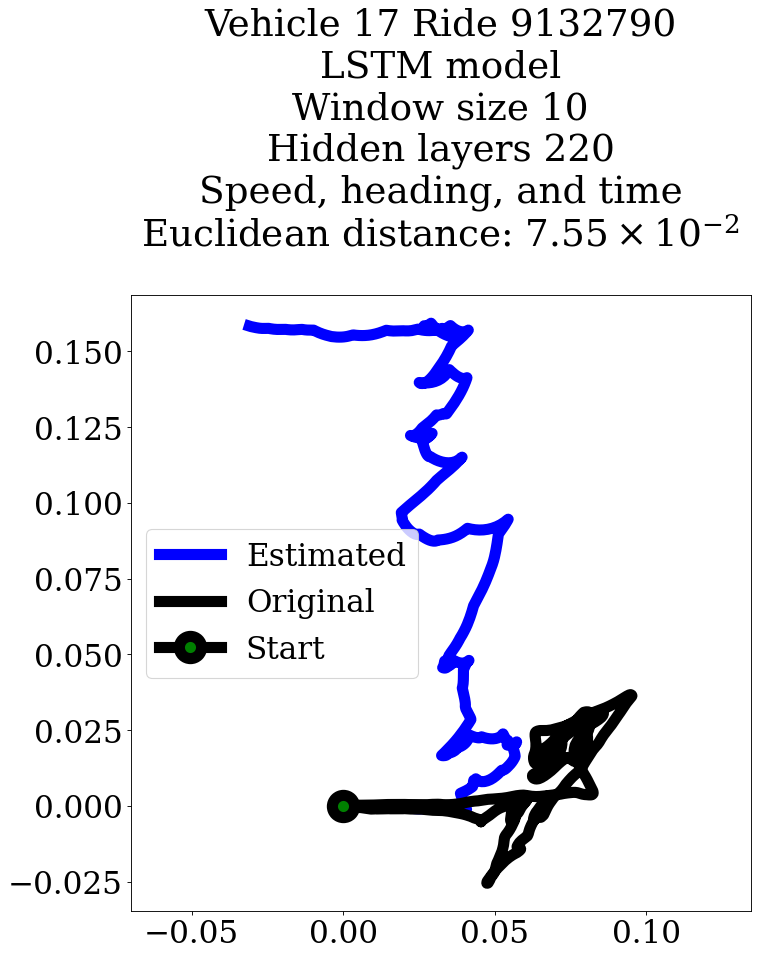 Vehicle 17 Ride 9132790
LSTM model
Window size 10
Hidden layers 220
Speed, heading, and time
Euclidean distance: 7.55 × 10⁻²
0.150
0.125
0.100
0.075
0.050
0.025
0.000
−0.025
Estimated
Original
Start
−0.05 0.00 0.05 0.10